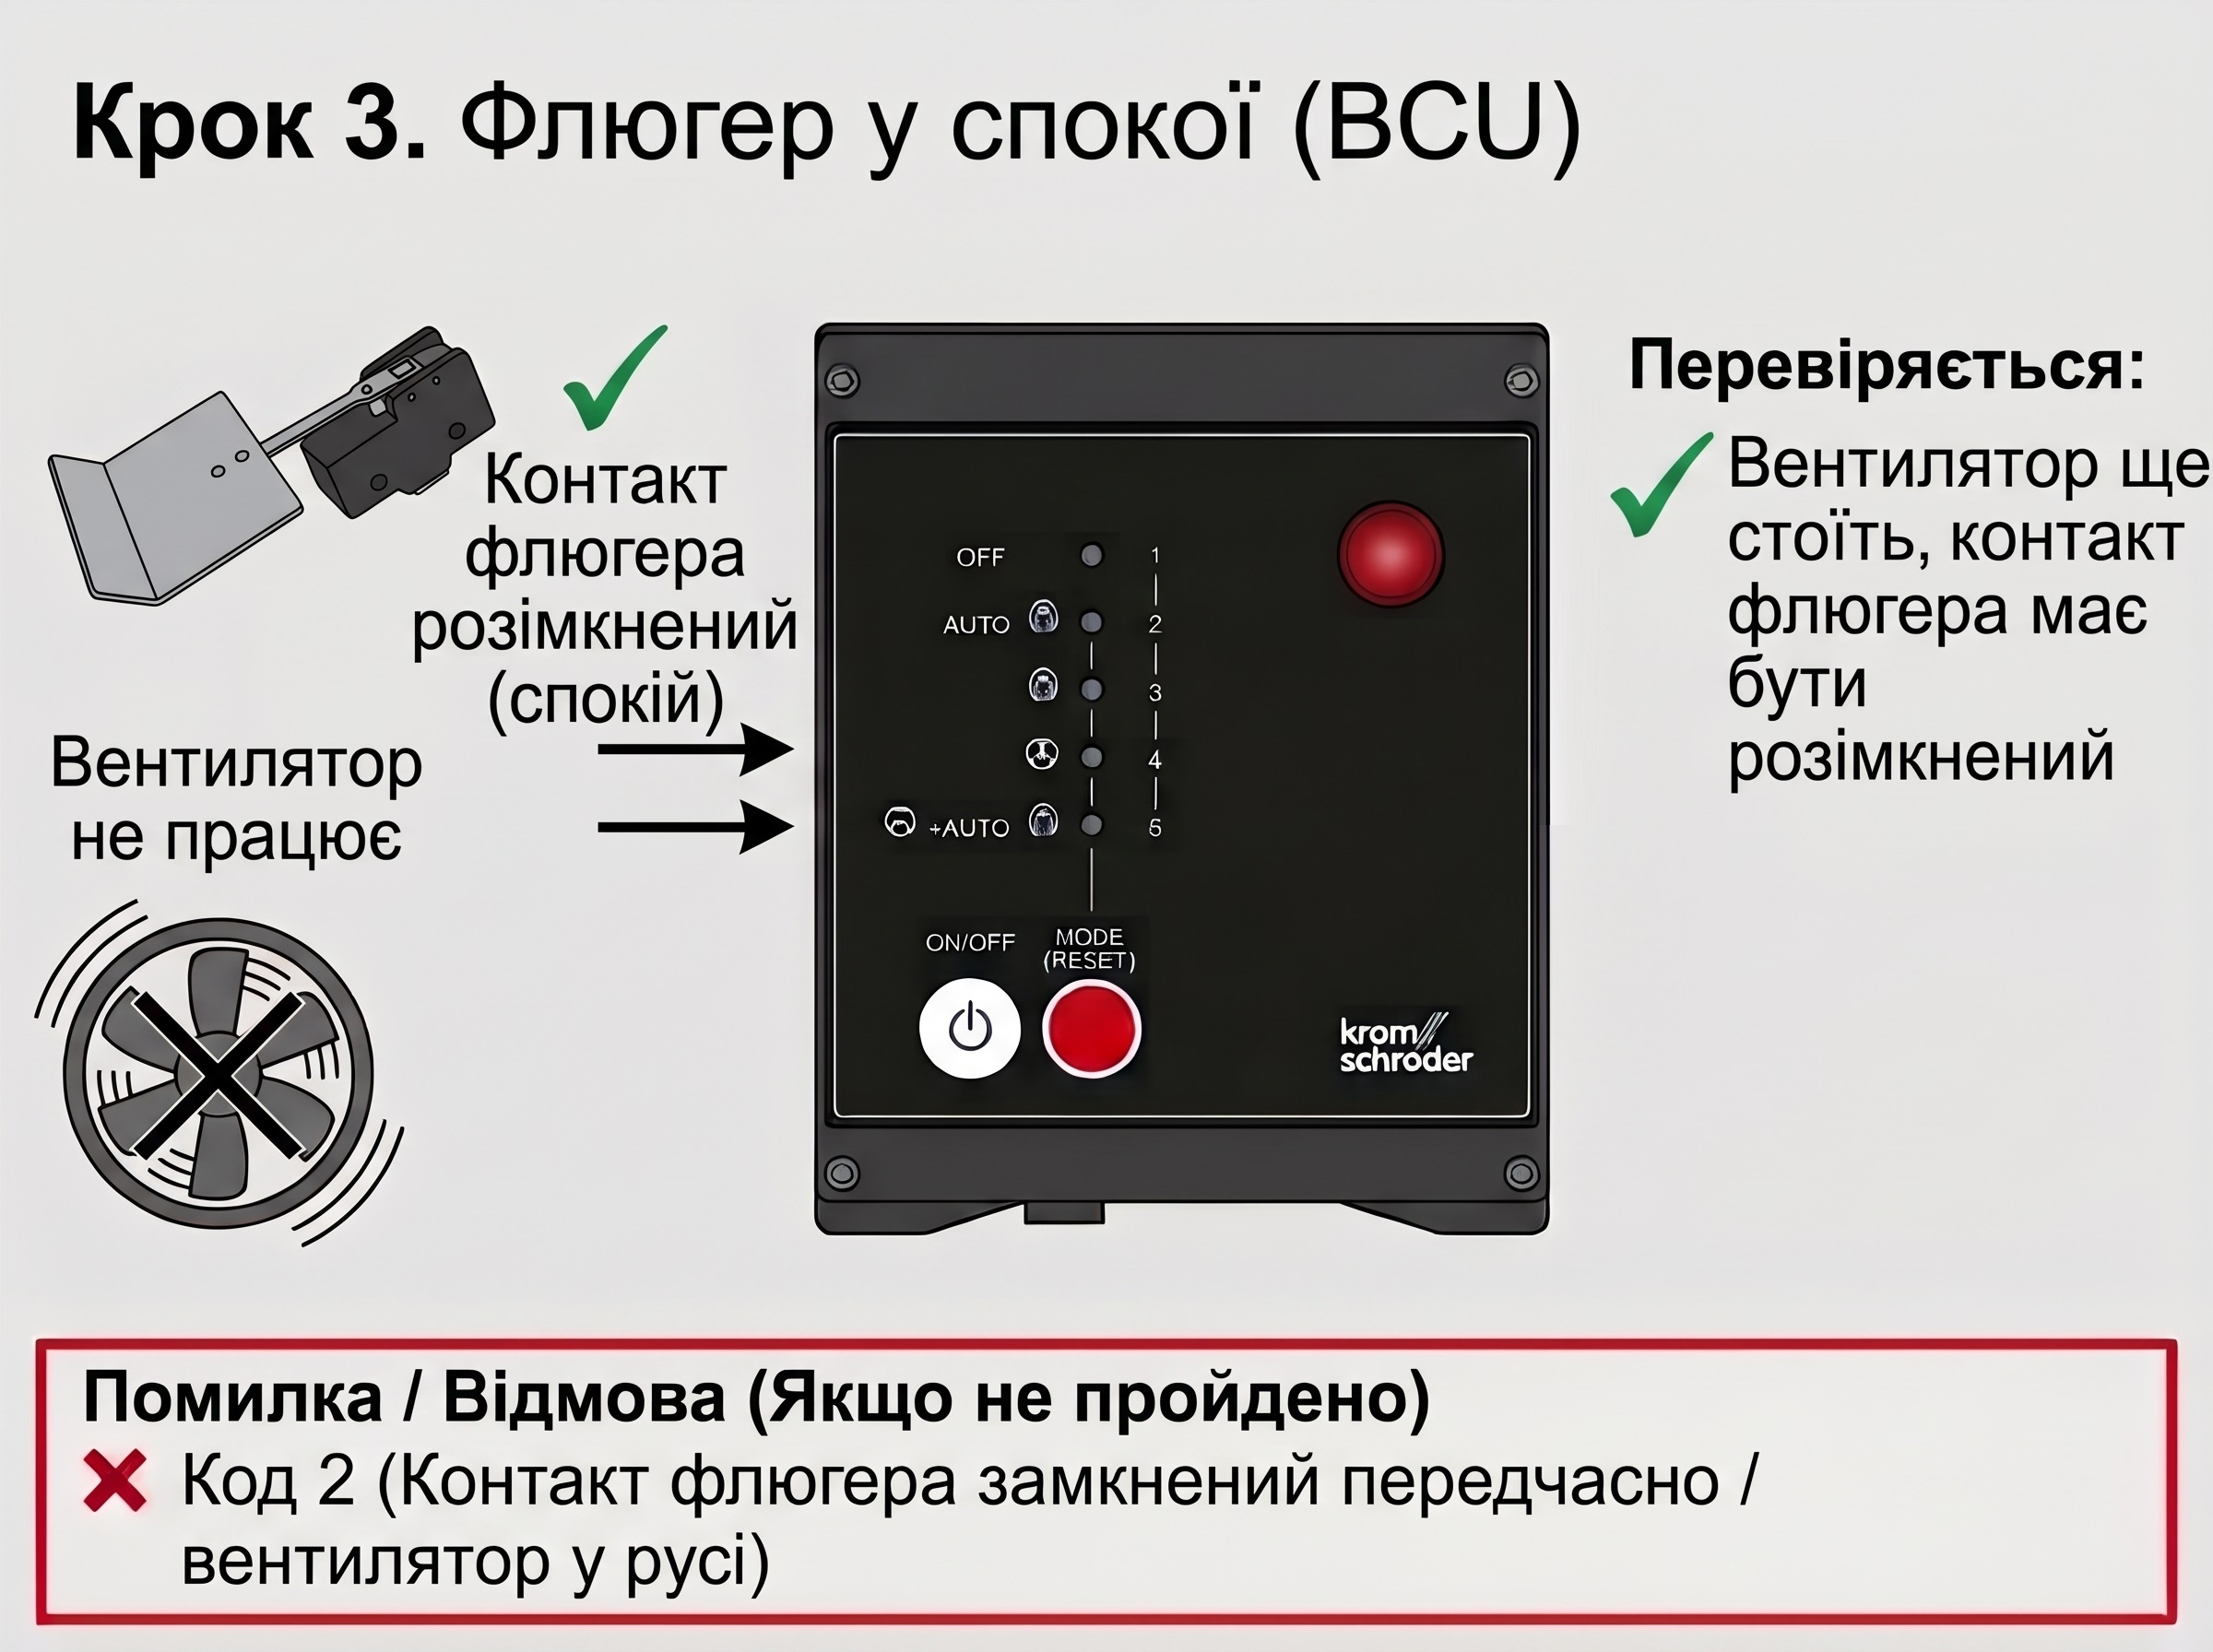 Крок 3. Флюгер у спокої (BCU)
Контакт
флюгера
розімкнений
(спокій)
Вентилятор
не працює
OFF 1
AUTO 2
3
4
+AUTO 5
ON/OFF
MODE
(RESET)
krom
schroder
Перевіряється:
Вентилятор ще
стоїть, контакт
флюгера має
бути
розімкнений
Помилка / Відмова (Якщо не пройдено)
Код 2 (Контакт флюгера замкнений передчасно /
вентилятор у русі)